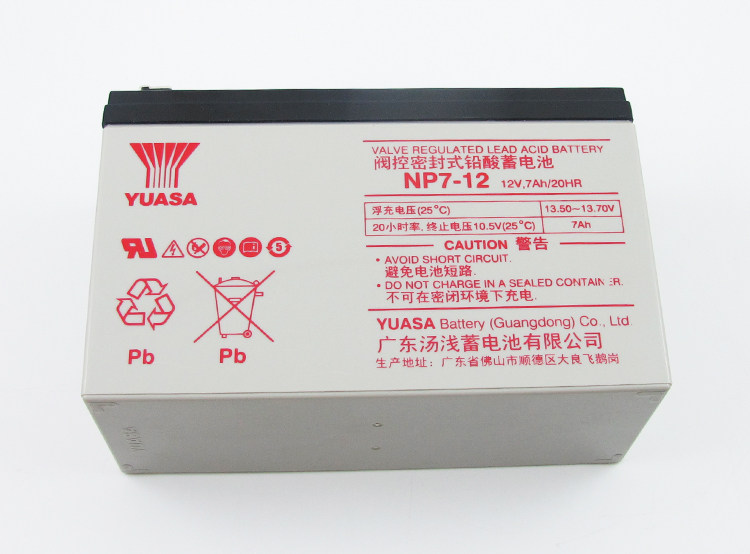 YUASA
VALVE REGULATED LEAD ACID BATTERY
阀控密封式铅酸蓄电池
NP7-12 12V,7Ah/20HR
浮充电压(25°C) 13.50~13.70V
20小时率,终止电压10.5V(25°C) 7Ah
CAUTION 警告
• AVOID SHORT CIRCUIT.
避免电池短路.
• DO NOT CHARGE IN A SEALED CONTAINER.
不可在密闭环境下充电.
YUASA Battery (Guangdong) Co., Ltd.
广东汤浅蓄电池有限公司
生产地址: 广东省佛山市顺德区大良飞鹅岗
5
Pb
Pb